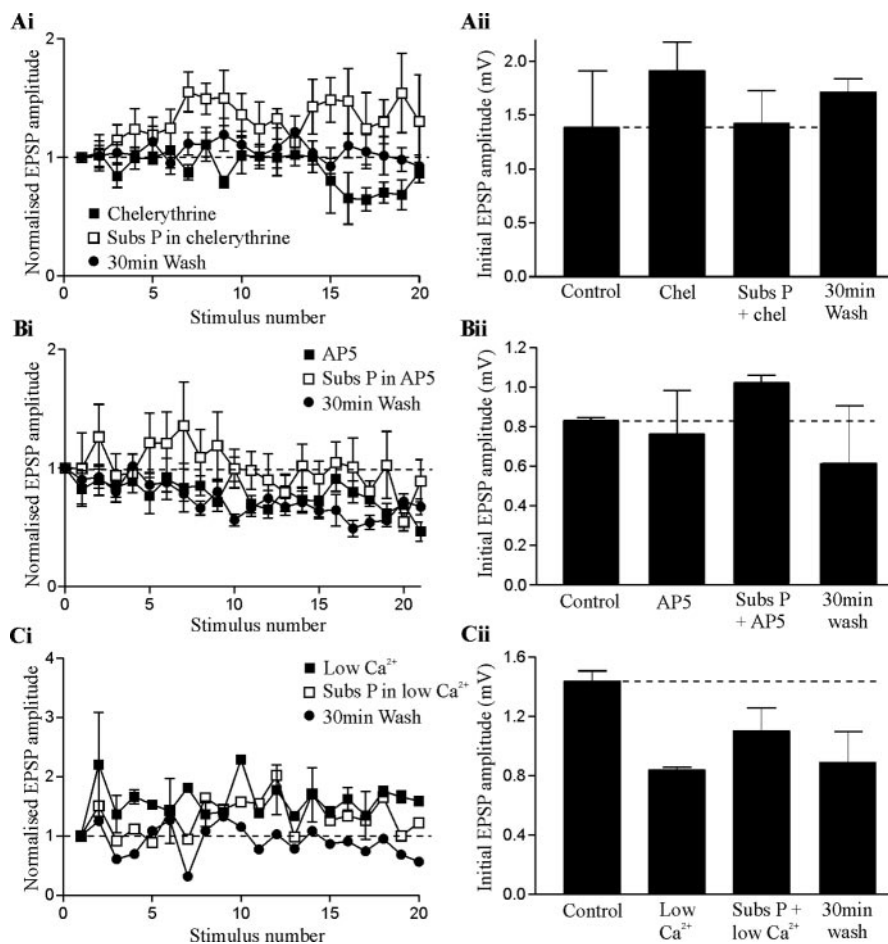 Ai
Normalised EPSP amplitude
2
1
0
0
5
10
15
20
Chelerythrine
Subs P in chelerythrine
30min Wash
Stimulus number
Aii
Initial EPSP amplitude (mV)
2.0
1.5
1.0
0.5
0.0
Control
Chel
Subs P
+ chel
30min
Wash
Bi
Normalised EPSP amplitude
2
1
0
0
5
10
15
20
AP5
Subs P in AP5
30min Wash
Stimulus number
Bii
Initial EPSP amplitude (mV)
1.2
1.0
0.8
0.6
0.4
0.2
0.0
Control
AP5
Subs P
+ AP5
30min
wash
Ci
Normalised EPSP amplitude
4
3
2
1
0
0
5
10
15
20
Low Ca²⁺
Subs P in low Ca²⁺
30min Wash
Stimulus number
Cii
Initial EPSP amplitude (mV)
1.6
1.2
0.8
0.4
0.0
Control
Low
Ca²⁺
Subs P +
low Ca²⁺
30min
wash